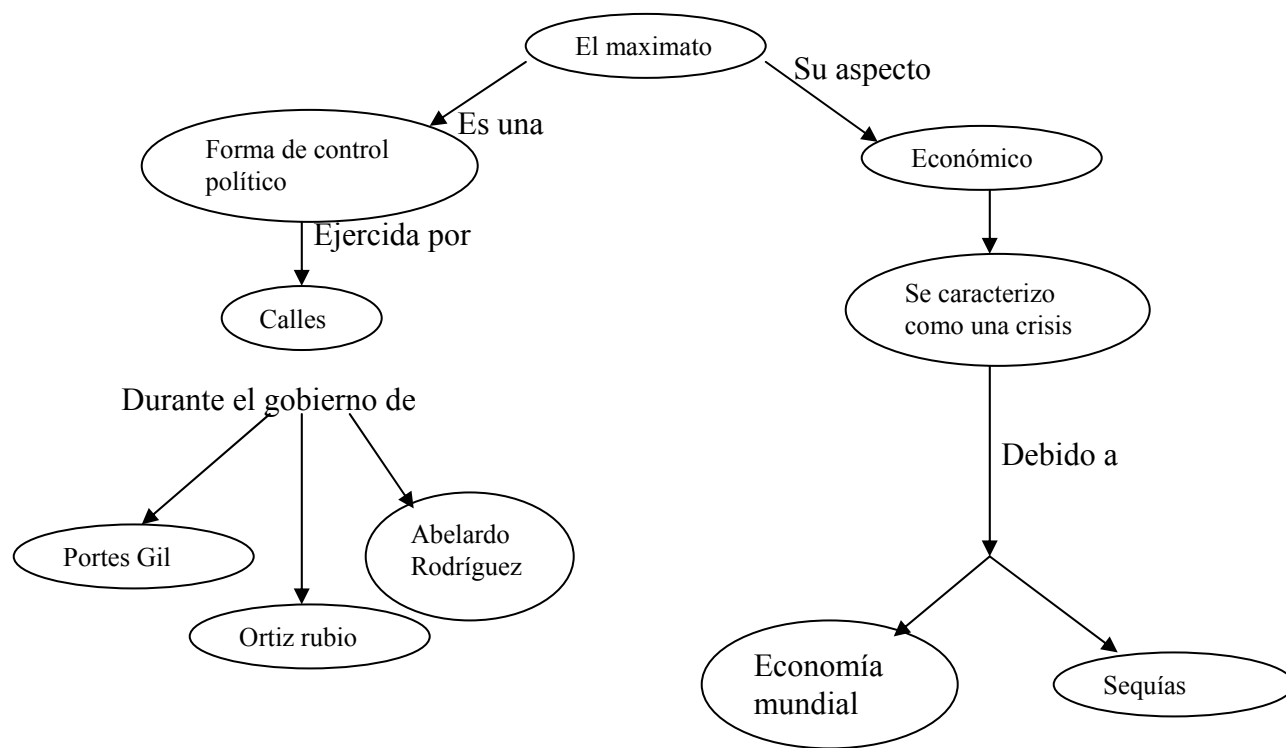 El maximato
Su aspecto
Es una
Forma de control
político
Económico
Ejercida por
Calles
Se caracterizo
como una crisis
Durante el gobierno de
Debido a
Portes Gil
Abelardo
Rodríguez
Ortiz rubio
Economía
mundial
Sequías